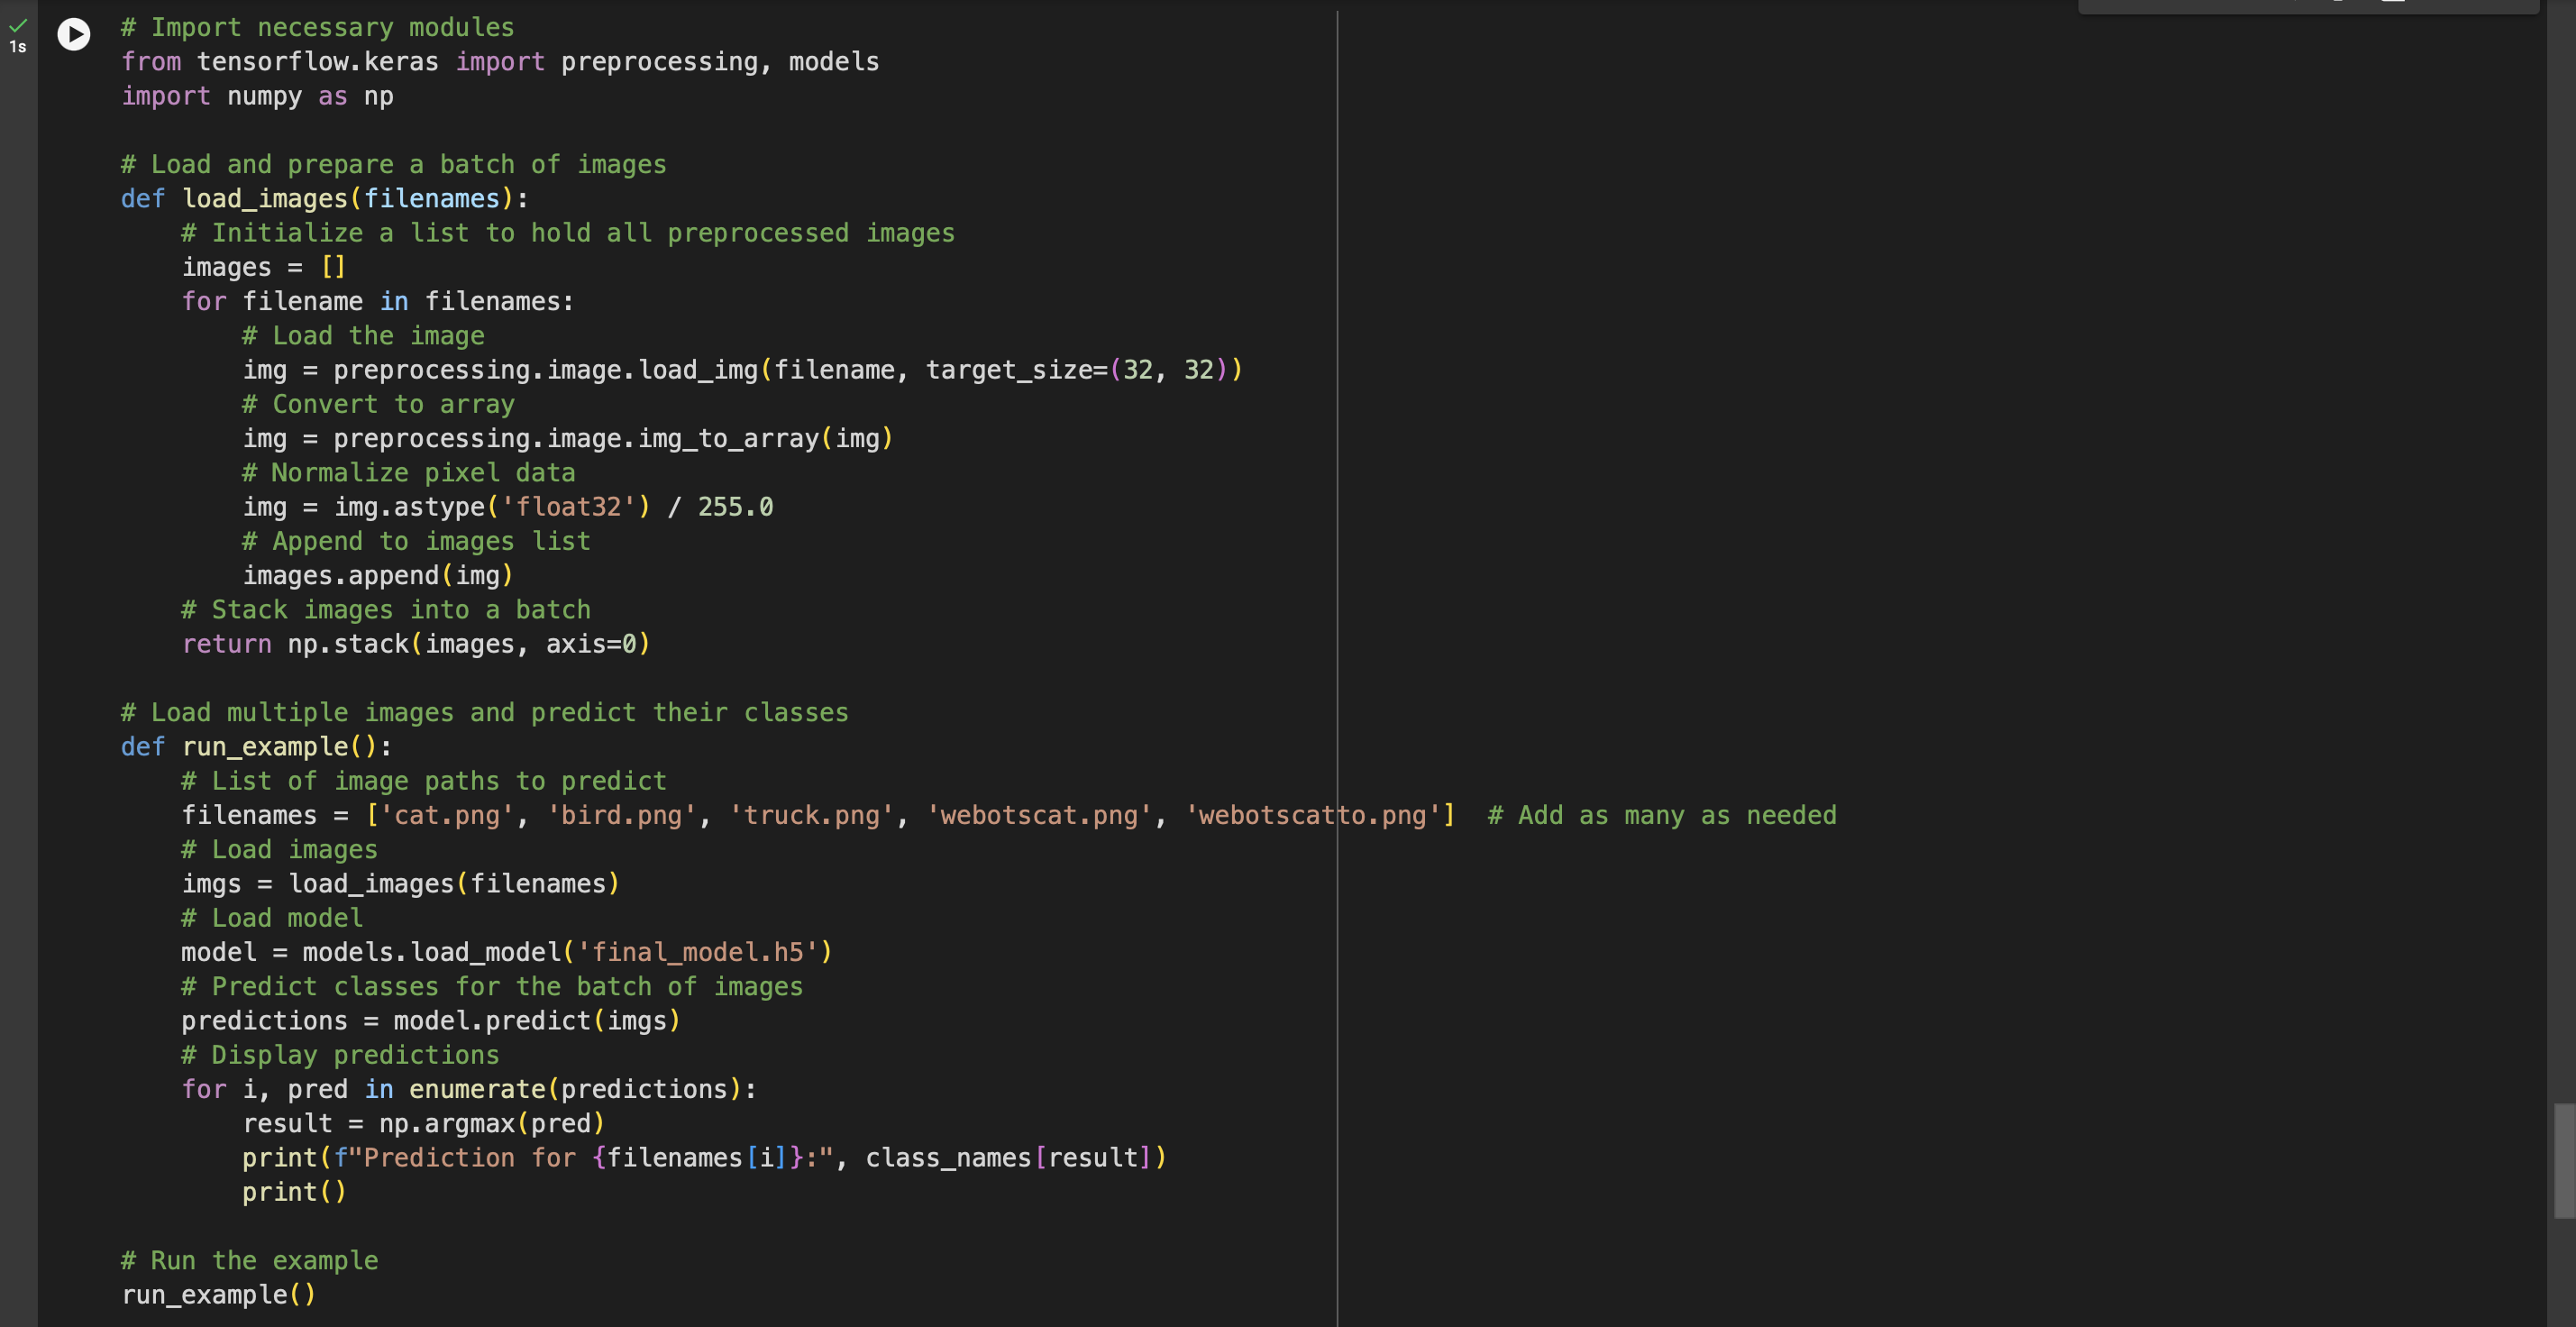 # Import necessary modules
1s
from tensorflow.keras import preprocessing, models
import numpy as np
# Load and prepare a batch of images
def load_images(filenames):
    # Initialize a list to hold all preprocessed images
    images = []
    for filename in filenames:
        # Load the image
        img = preprocessing.image.load_img(filename, target_size=(32, 32))
        # Convert to array
        img = preprocessing.image.img_to_array(img)
        # Normalize pixel data
        img = img.astype('float32') / 255.0
        # Append to images list
        images.append(img)
    # Stack images into a batch
    return np.stack(images, axis=0)
# Load multiple images and predict their classes
def run_example():
    # List of image paths to predict
    filenames = ['cat.png', 'bird.png', 'truck.png', 'webotscat.png', 'webotscatto.png']  # Add as many as needed
    # Load images
    imgs = load_images(filenames)
    # Load model
    model = models.load_model('final_model.h5')
    # Predict classes for the batch of images
    predictions = model.predict(imgs)
    # Display predictions
    for i, pred in enumerate(predictions):
        result = np.argmax(pred)
        print(f"Prediction for {filenames[i]}:", class_names[result])
        print()
# Run the example
run_example()